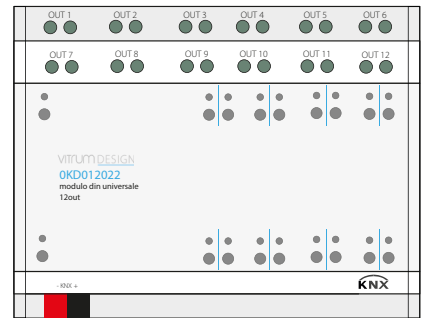 OUT 1 OUT 2 OUT 3 OUT 4 OUT 5 OUT 6
OUT 7 OUT 8 OUT 9 OUT 10 OUT 11 OUT 12
VITRUM DESIGN
0KD012022
modulo din universale
12out
- KNX +
KNX